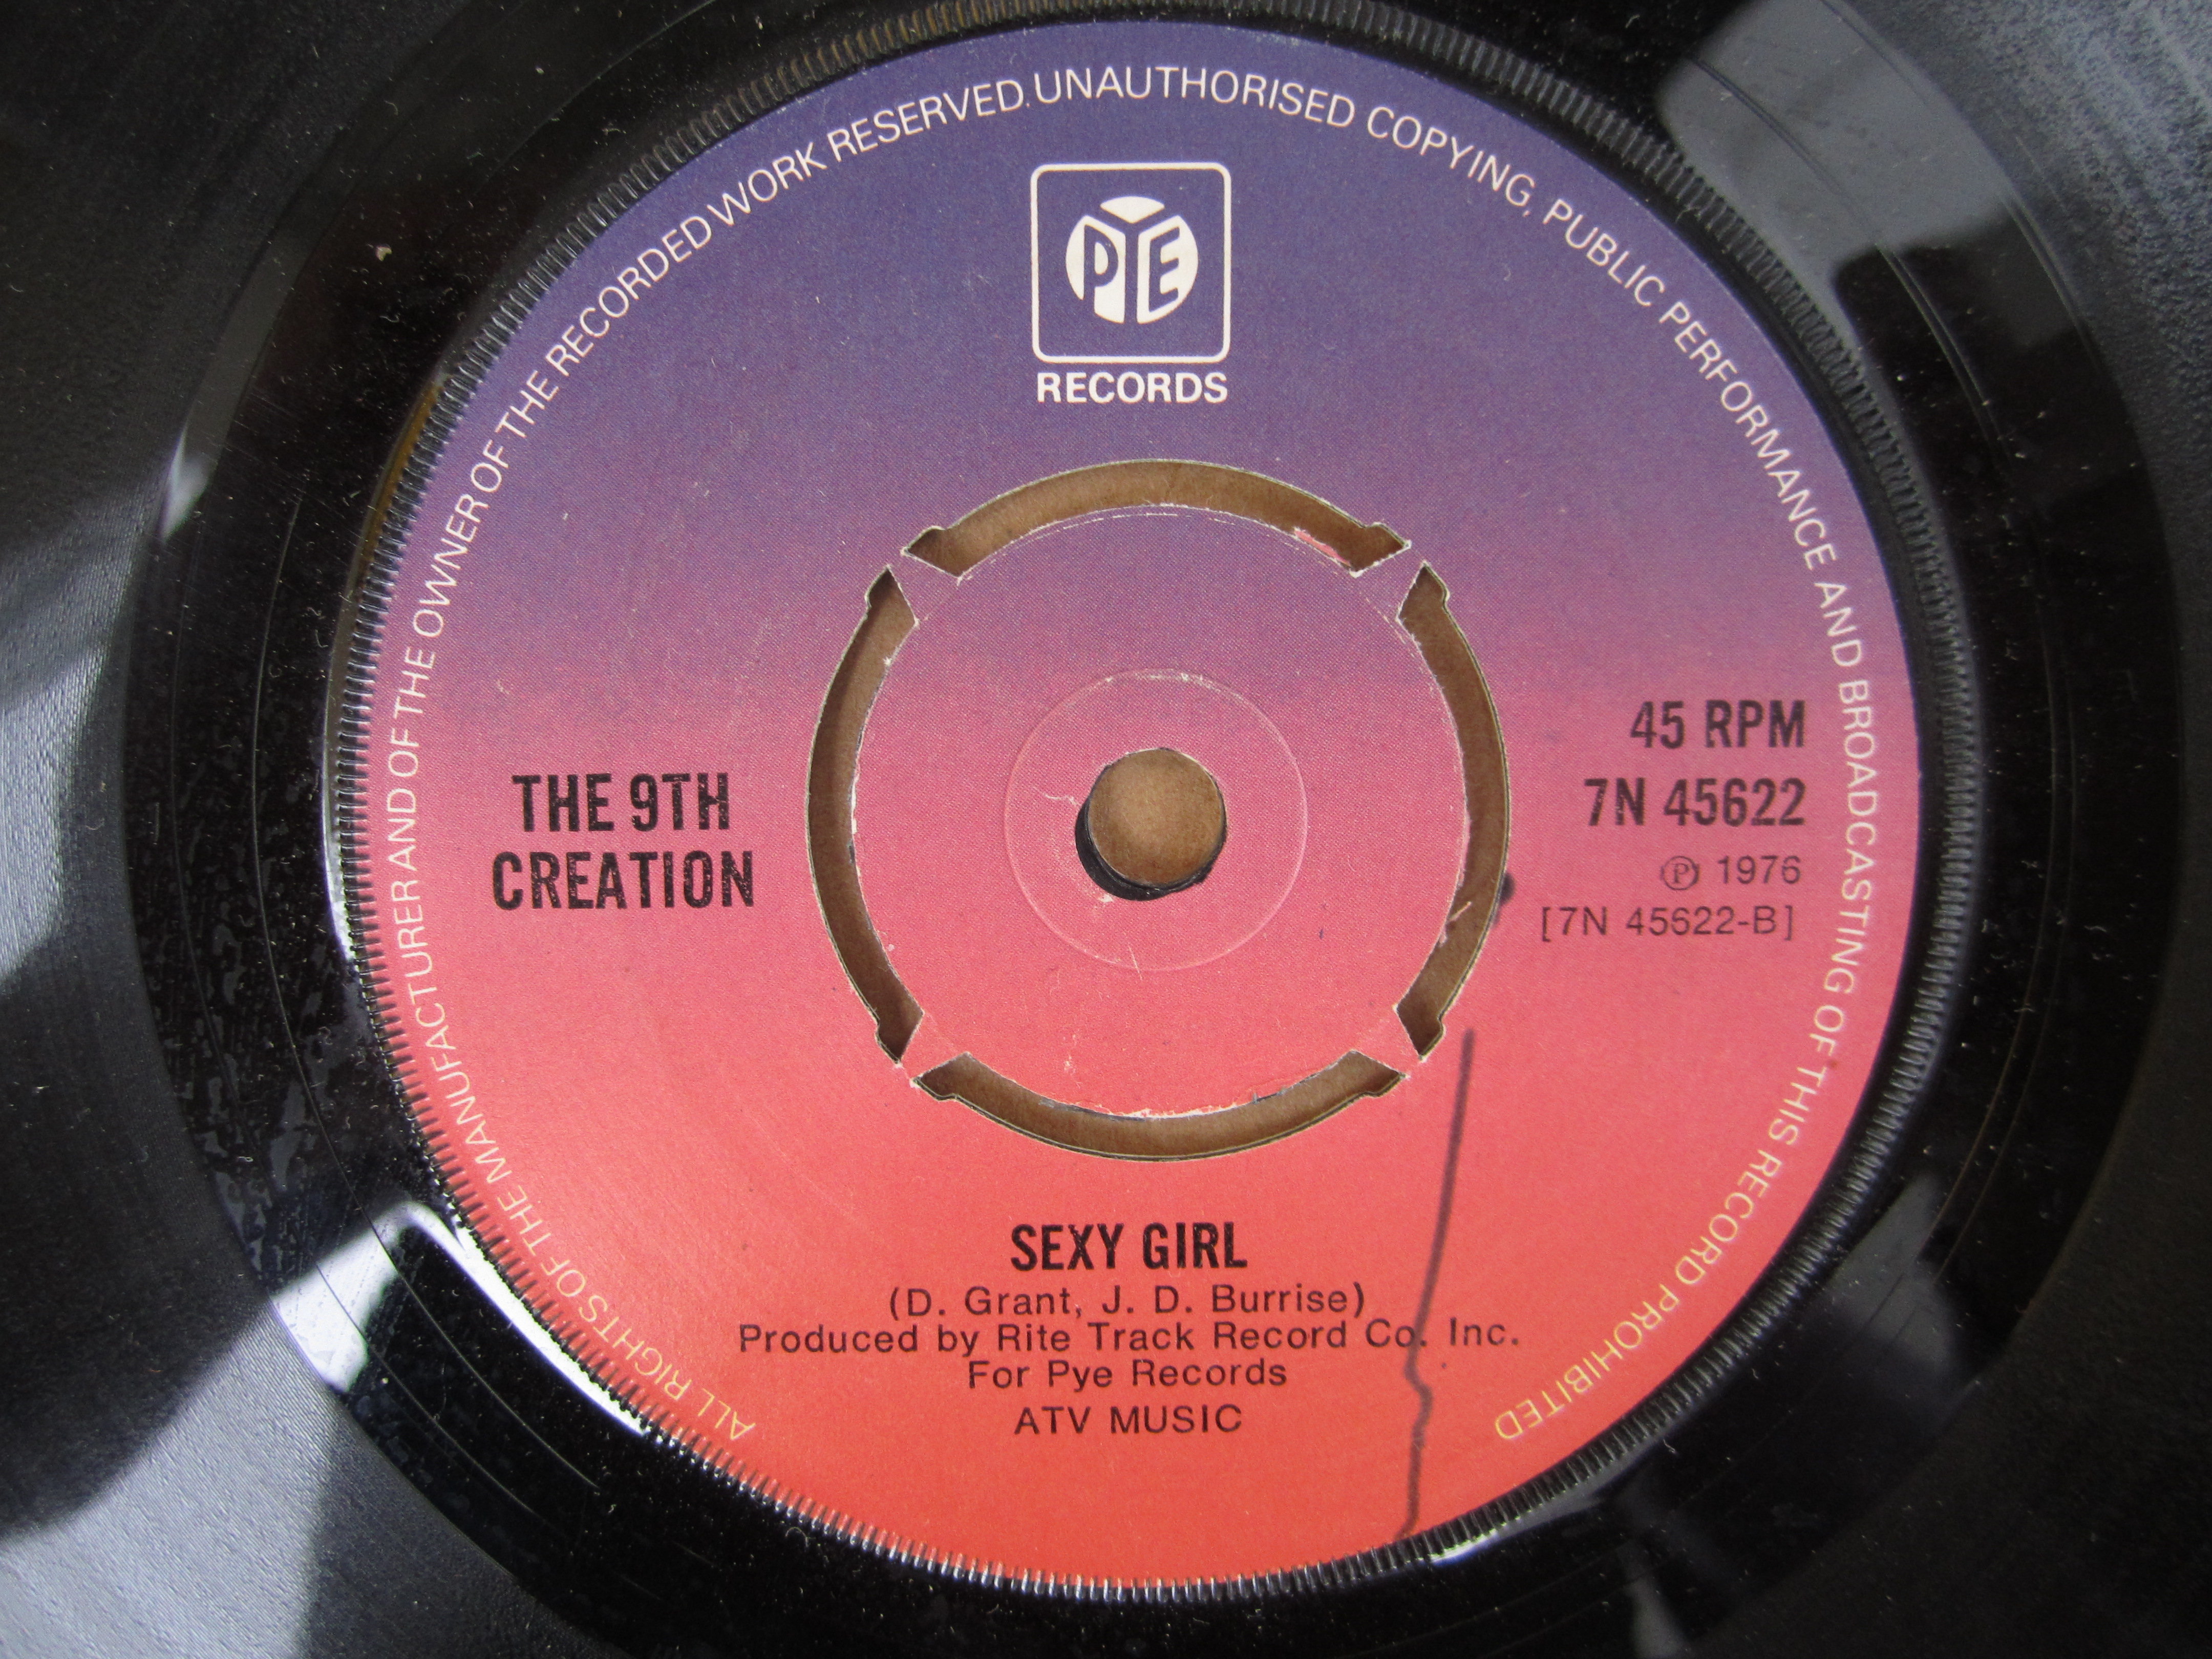 ALL RIGHTS OF THE MANUFACTURER AND OF THE OWNER OF THE RECORDED WORK RESERVED. UNAUTHORISED COPYING, PUBLIC PERFORMANCE AND BROADCASTING OF THIS RECORD PROHIBITED
PYE
RECORDS
THE 9TH
CREATION
45 RPM
7N 45622
℗ 1976
[7N 45622-B]
SEXY GIRL
(D. Grant, J. D. Burrise)
Produced by Rite Track Record Co. Inc.
For Pye Records
ATV MUSIC